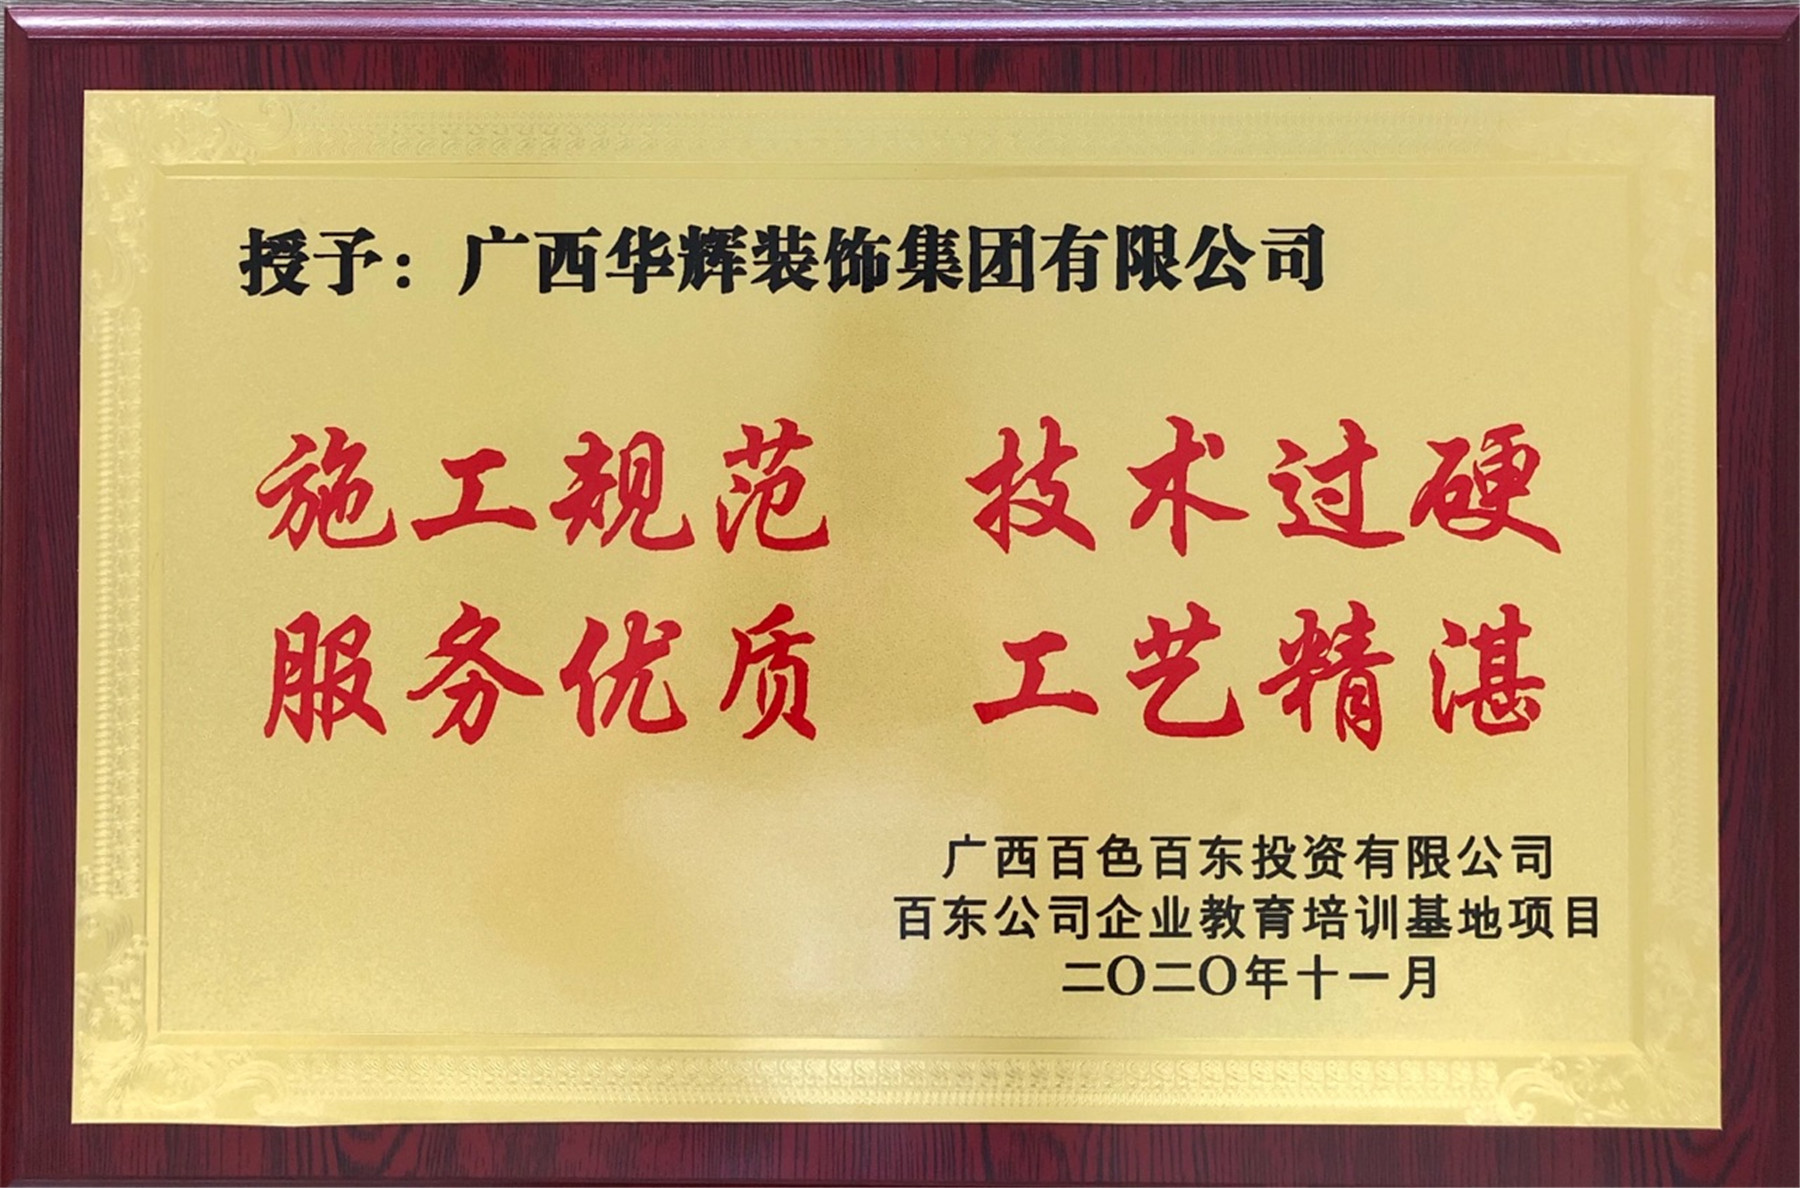 授予：广西华辉装饰集团有限公司
施工规范 技术过硬
服务优质 工艺精湛
广西百色百东投资有限公司
百东公司企业教育培训基地项目
二〇二〇年十一月